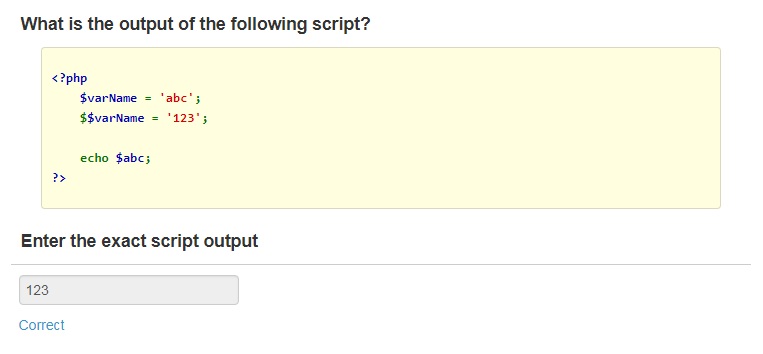 What is the output of the following script?
<?php
$varName = 'abc';
$$varName = '123';
echo $abc;
?>
Enter the exact script output
123
Correct